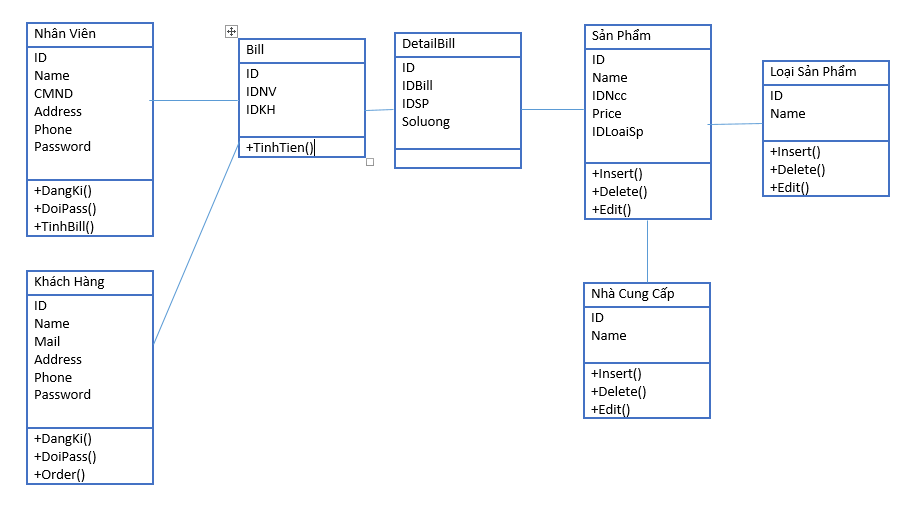 Nhân Viên
ID
Name
CMND
Address
Phone
Password
+DangKi()
+DoiPass()
+TinhBill()
Bill
ID
IDNV
IDKH
+TinhTien()
DetailBill
ID
IDBill
IDSP
Soluong
Sản Phẩm
ID
Name
IDNcc
Price
IDLoaiSp
+Insert()
+Delete()
+Edit()
Loại Sản Phẩm
ID
Name
+Insert()
+Delete()
+Edit()
Khách Hàng
ID
Name
Mail
Address
Phone
Password
+DangKi()
+DoiPass()
+Order()
Nhà Cung Cấp
ID
Name
+Insert()
+Delete()
+Edit()